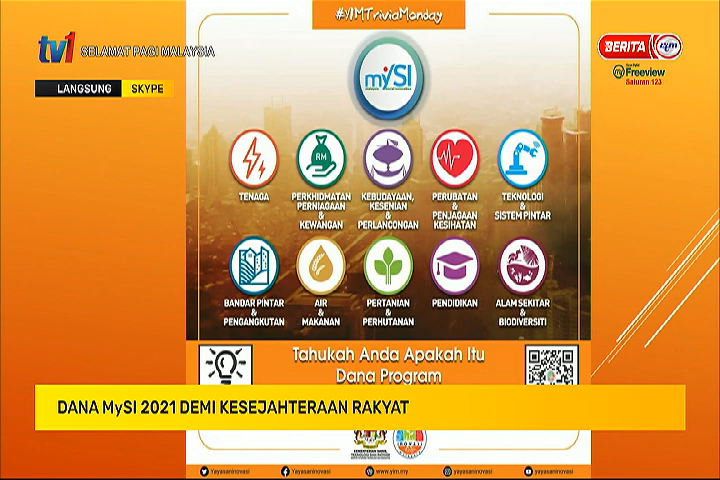 #YIMTriviaMonday
tv1
SELAMAT PAGI MALAYSIA
LANGSUNG
SKYPE
BERITA rtm
Freeview
Saluran 123
mySI
RM
TENAGA
PERKHIDMATAN
PERNIAGAAN
&
KEWANGAN
KEBUDAYAAN,
KESENIAN
&
PERLANCONGAN
PERUBATAN
&
PENJAGAAN
KESIHATAN
TEKNOLOGI
&
SISTEM PINTAR
BANDAR PINTAR
&
PENGANGKUTAN
AIR
&
MAKANAN
PERTANIAN
&
PERHUTANAN
PENDIDIKAN
ALAM SEKITAR
&
BIODIVERSITI
Tahukah Anda Apakah Itu
Dana Program
DANA MySI 2021 DEMI KESEJAHTERAAN RAKYAT
Yayasaninovasi
Yayasaninovasi
www.yim.my
yayasaninovasi
yayasaninovasi